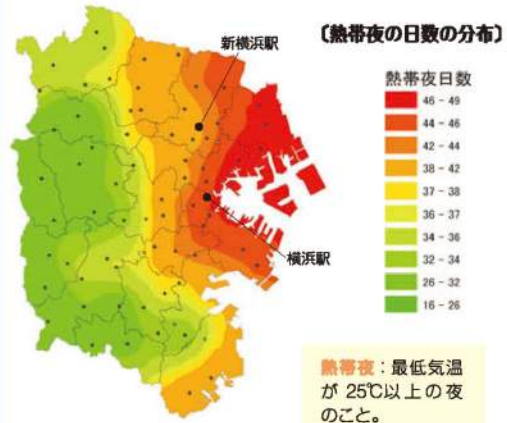 〔熱帯夜の日数の分布〕
新横浜駅
熱帯夜日数
46 - 49
44 - 46
42 - 44
38 - 42
37 - 38
36 - 37
34 - 36
32 - 34
26 - 32
16 - 26
横浜駅
熱帯夜：最低気温
が 25℃以上の夜
のこと。